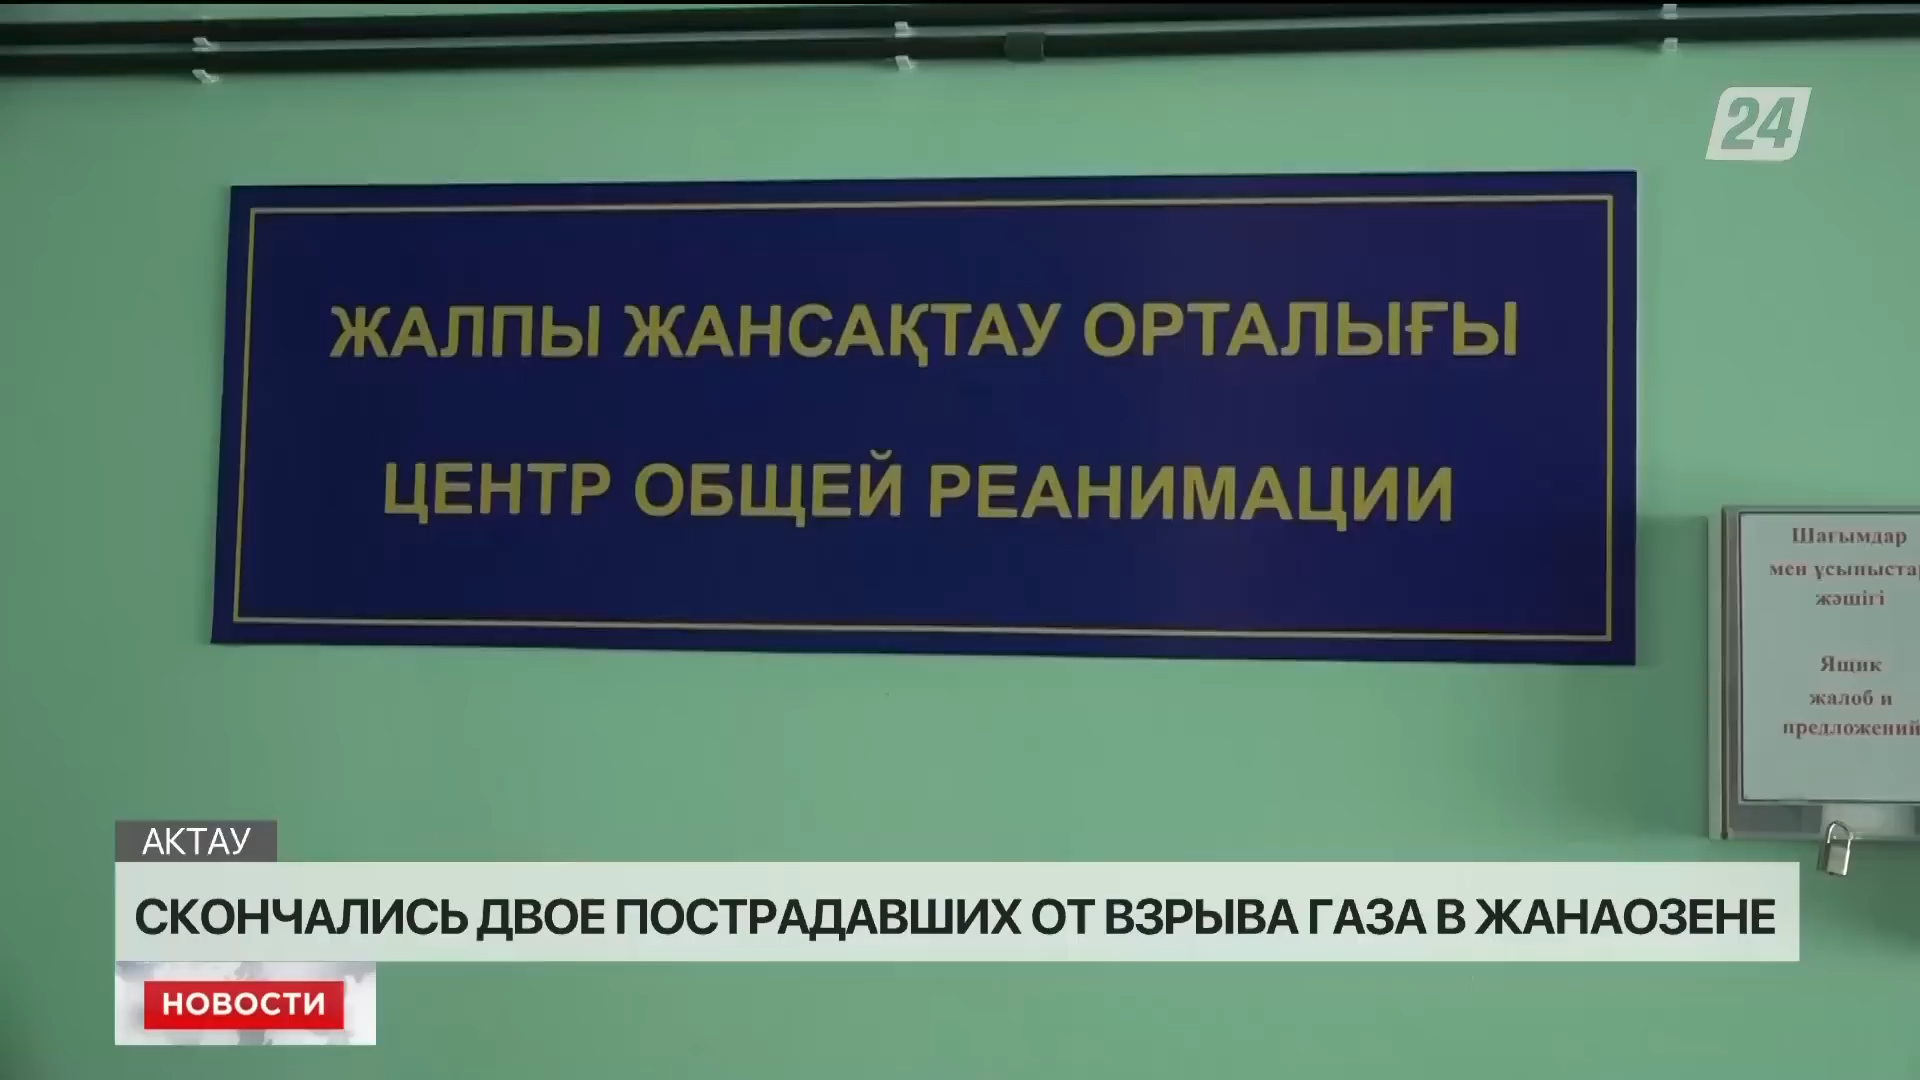 24
ЖАЛПЫ ЖАНСАҚТАУ ОРТАЛЫҒЫ
ЦЕНТР ОБЩЕЙ РЕАНИМАЦИИ
Шағымдар
мен ұсыныстар
жәшігі
Ящик
жалоб и
предложений
АКТАУ
СКОНЧАЛИСЬ ДВОЕ ПОСТРАДАВШИХ ОТ ВЗРЫВА ГАЗА В ЖАНАОЗЕНЕ
НОВОСТИ